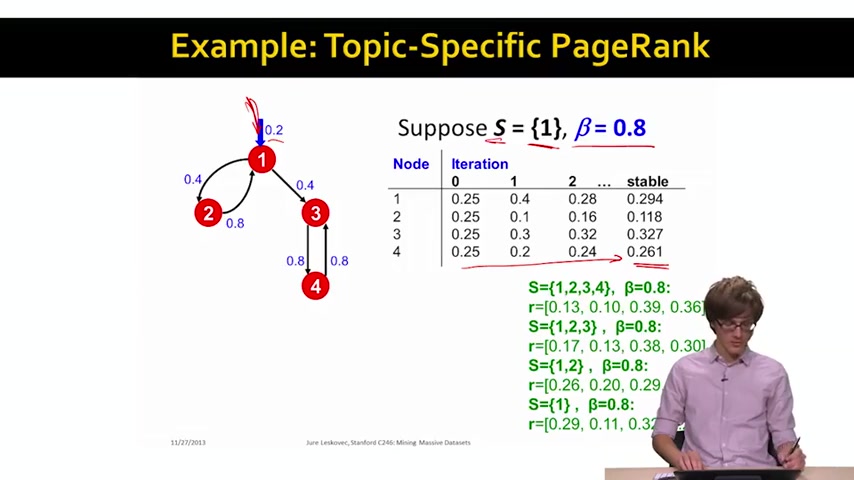 Example: Topic-Specific PageRank
0.2
Suppose S = {1}, β = 0.8
1
Node Iteration
0.4
0.4
0 1 2 … stable
1 0.25 0.4 0.28 0.294
2
3
0.8
2 0.25 0.1 0.16 0.118
3 0.25 0.3 0.32 0.327
4 0.25 0.2 0.24 0.261
0.8
0.8
4
S={1,2,3,4}, β=0.8:
r=[0.13, 0.10, 0.39, 0.36]
S={1,2,3} , β=0.8:
r=[0.17, 0.13, 0.38, 0.30]
S={1,2} , β=0.8:
r=[0.26, 0.20, 0.29
S={1} , β=0.8:
r=[0.29, 0.11, 0.32
11/27/2013
Jure Leskovec, Stanford C246: Mining Massive Datasets